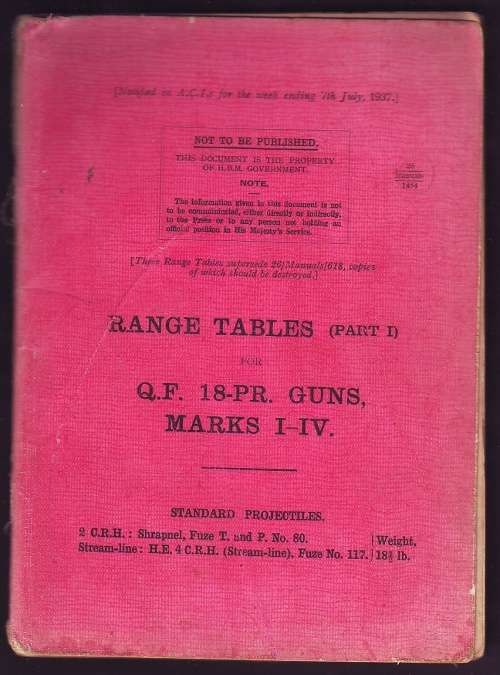 [Notified in A.C.I.s for the week ending 7th July, 1937.]
NOT TO BE PUBLISHED.
THIS DOCUMENT IS THE PROPERTY
OF H.B.M. GOVERNMENT.
NOTE.
The information given in this document is not
to be communicated, either directly or indirectly,
to the Press or to any person not holding an
official position in His Majesty's Service.
26
Manuals
1454
[These Range Tables supersede 26/Manuals/618, copies
of which should be destroyed.]
RANGE TABLES (PART I)
FOR
Q.F. 18-PR. GUNS,
MARKS I–IV.
STANDARD PROJECTILES.
2 C.R.H.: Shrapnel, Fuze T. and P. No. 80. Weight,
Stream-line: H.E. 4 C.R.H. (Stream-line). Fuze No. 117. 18½ lb.